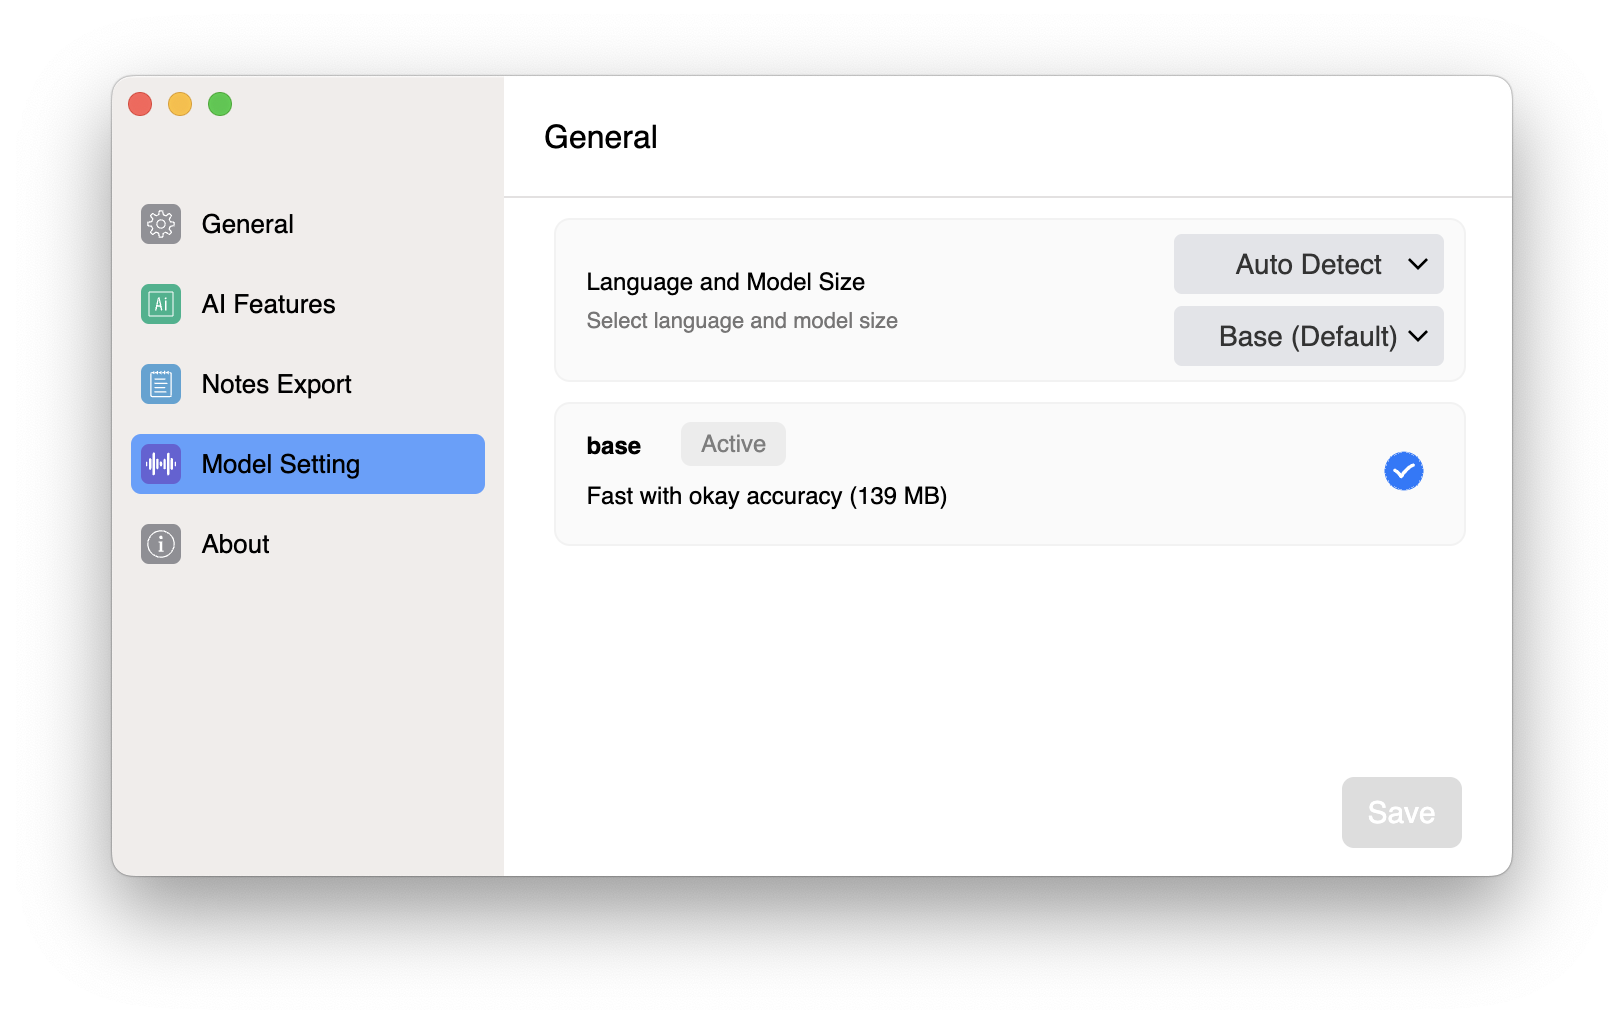 General
AI Features
Notes Export
Model Setting
About
General
Language and Model Size
Select language and model size
Auto Detect
Base (Default)
base Active
Fast with okay accuracy (139 MB)
Save